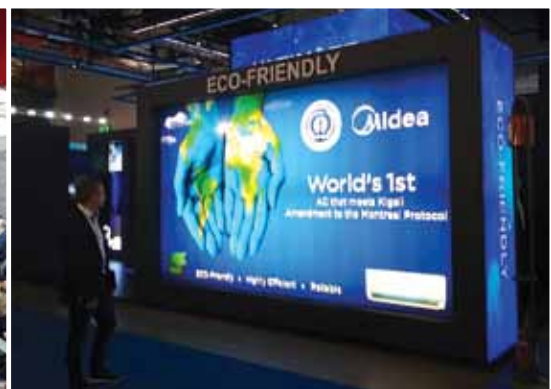 ECO-FRIENDLY
Midea
World's 1st
AC that meets Kigali
Amendment to the Montreal Protocol
ECO-Friendly • Highly Efficient • Reliable
ECO-FRIENDLY